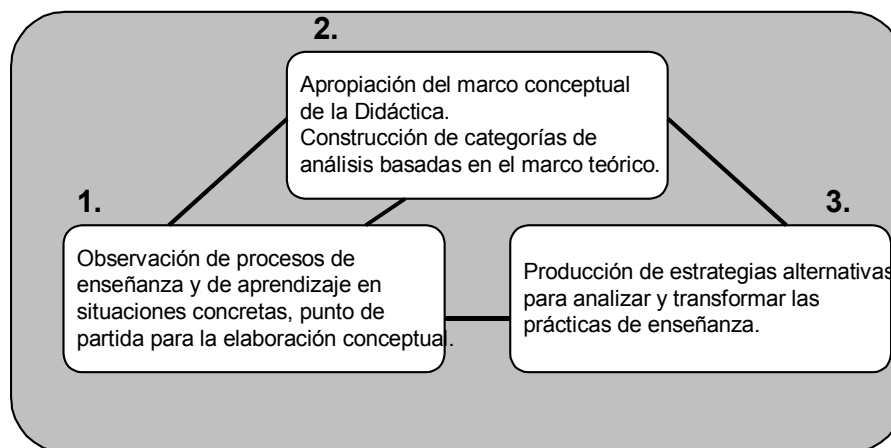 2.
Apropiación del marco conceptual
de la Didáctica.
Construcción de categorías de
análisis basadas en el marco teórico.
1.
Observación de procesos de
enseñanza y de aprendizaje en
situaciones concretas, punto de
partida para la elaboración conceptual.
3.
Producción de estrategias alternativas
para analizar y transformar las
prácticas de enseñanza.